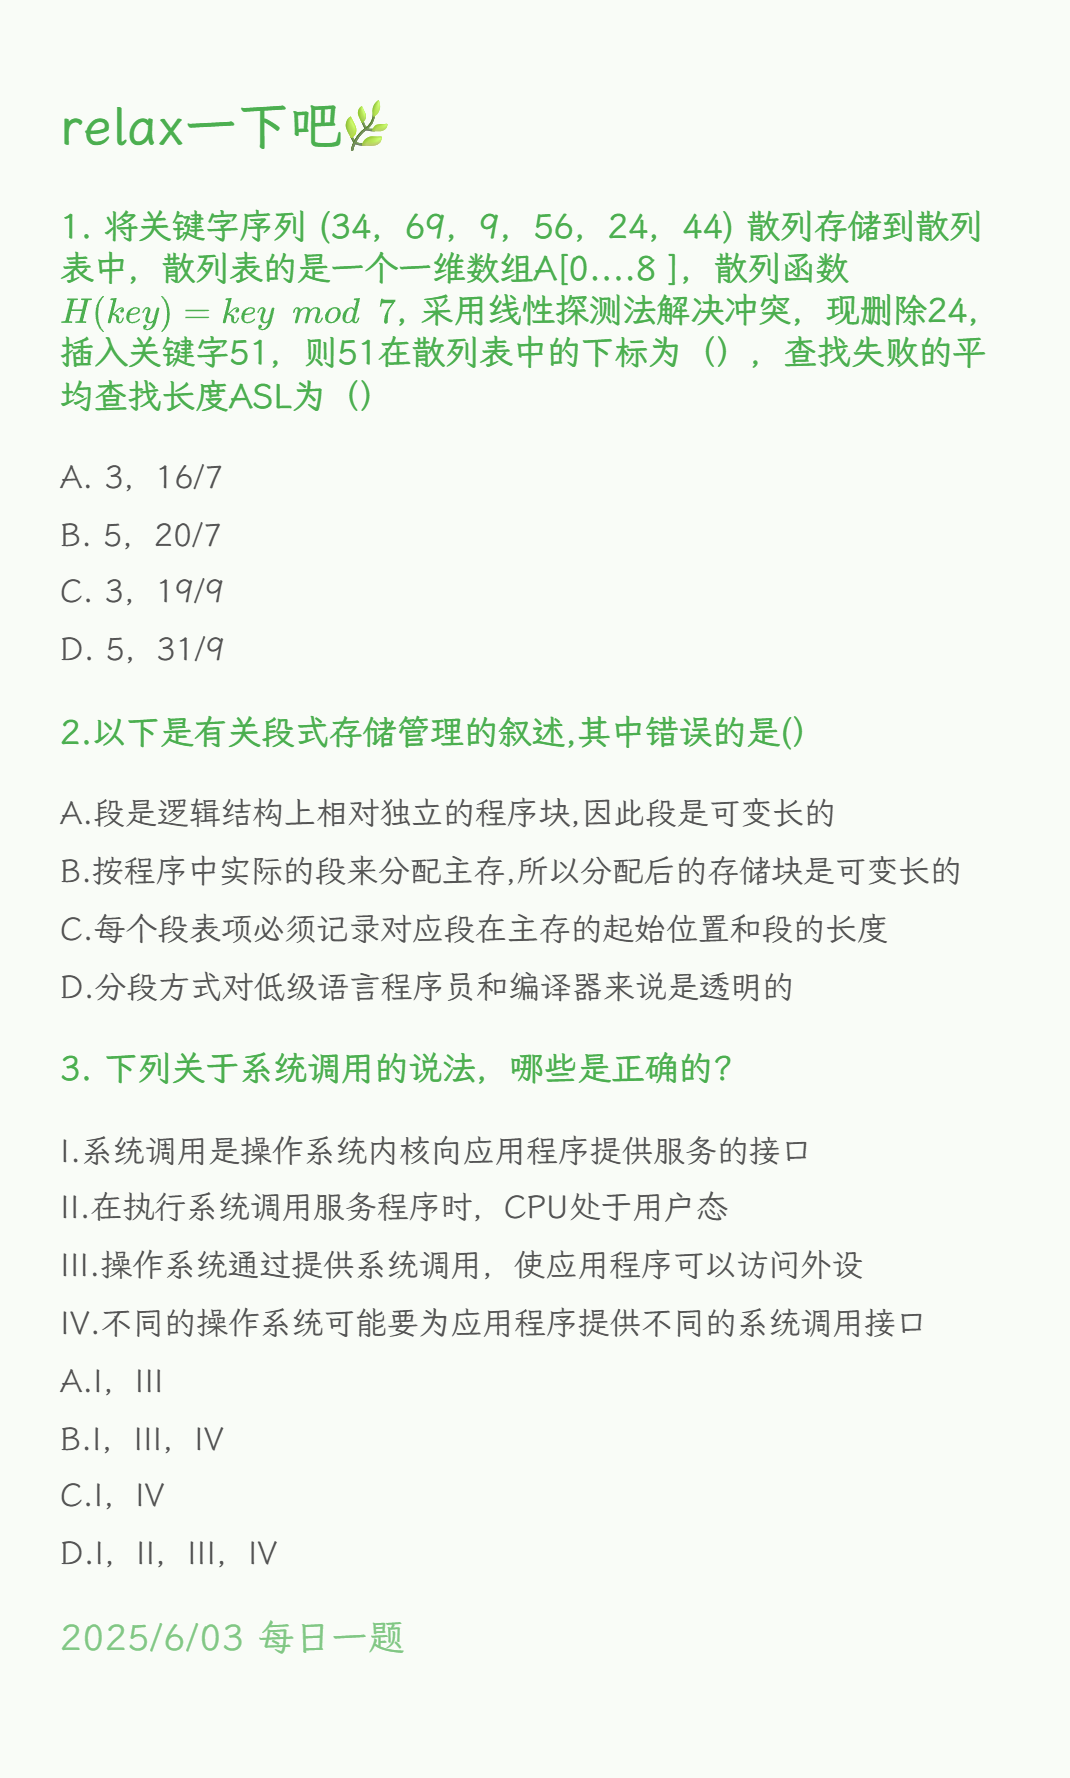 relax一下吧🌿
1. 将关键字序列 (34，69，9，56，24，44) 散列存储到散列
表中，散列表的是一个一维数组A[0....8 ]，散列函数
H(key) = key mod 7, 采用线性探测法解决冲突，现删除24，
插入关键字51，则51在散列表中的下标为（），查找失败的平
均查找长度ASL为（）
A. 3，16/7
B. 5，20/7
C. 3，19/9
D. 5，31/9
2.以下是有关段式存储管理的叙述,其中错误的是()
A.段是逻辑结构上相对独立的程序块,因此段是可变长的
B.按程序中实际的段来分配主存,所以分配后的存储块是可变长的
C.每个段表项必须记录对应段在主存的起始位置和段的长度
D.分段方式对低级语言程序员和编译器来说是透明的
3. 下列关于系统调用的说法，哪些是正确的?
I.系统调用是操作系统内核向应用程序提供服务的接口
II.在执行系统调用服务程序时，CPU处于用户态
III.操作系统通过提供系统调用，使应用程序可以访问外设
IV.不同的操作系统可能要为应用程序提供不同的系统调用接口
A.I，III
B.I，III，IV
C.I，IV
D.I，II，III，IV
2025/6/03 每日一题